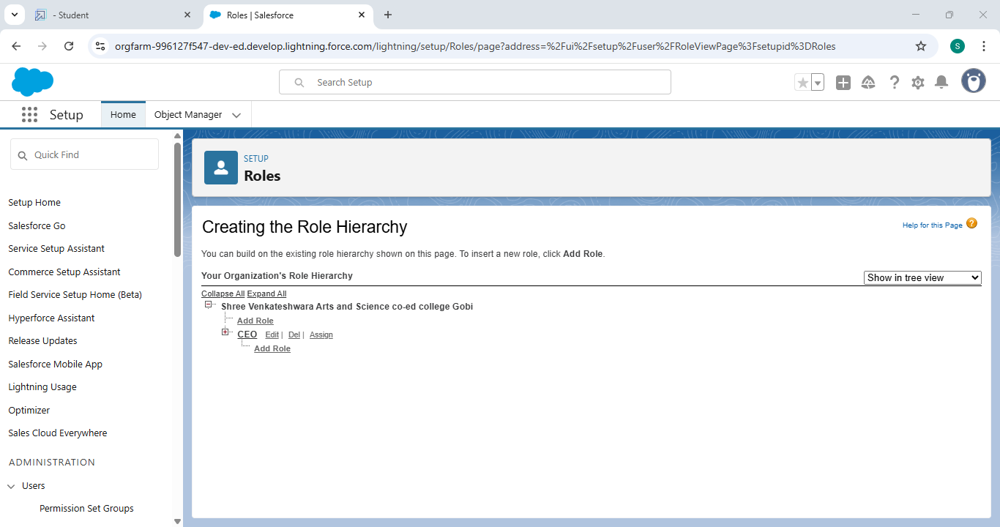 - Student
Roles | Salesforce
orgfarm-996127f547-dev-ed.develop.lightning.force.com/lightning/setup/Roles/page?address=%2Fui%2Fsetup%2Fuser%2FRoleViewPage%3Fsetupid%3DRoles
S
Search Setup
Setup
Home
Object Manager
Quick Find
Setup Home
Salesforce Go
Service Setup Assistant
Commerce Setup Assistant
Field Service Setup Home (Beta)
Hyperforce Assistant
Release Updates
Salesforce Mobile App
Lightning Usage
Optimizer
Sales Cloud Everywhere
ADMINISTRATION
Users
Permission Set Groups
SETUP
Roles
Creating the Role Hierarchy
Help for this Page ?
You can build on the existing role hierarchy shown on this page. To insert a new role, click Add Role.
Your Organization's Role Hierarchy
Show in tree view
Collapse All Expand All
Shree Venkateshwara Arts and Science co-ed college Gobi
Add Role
CEO Edit | Del | Assign
Add Role